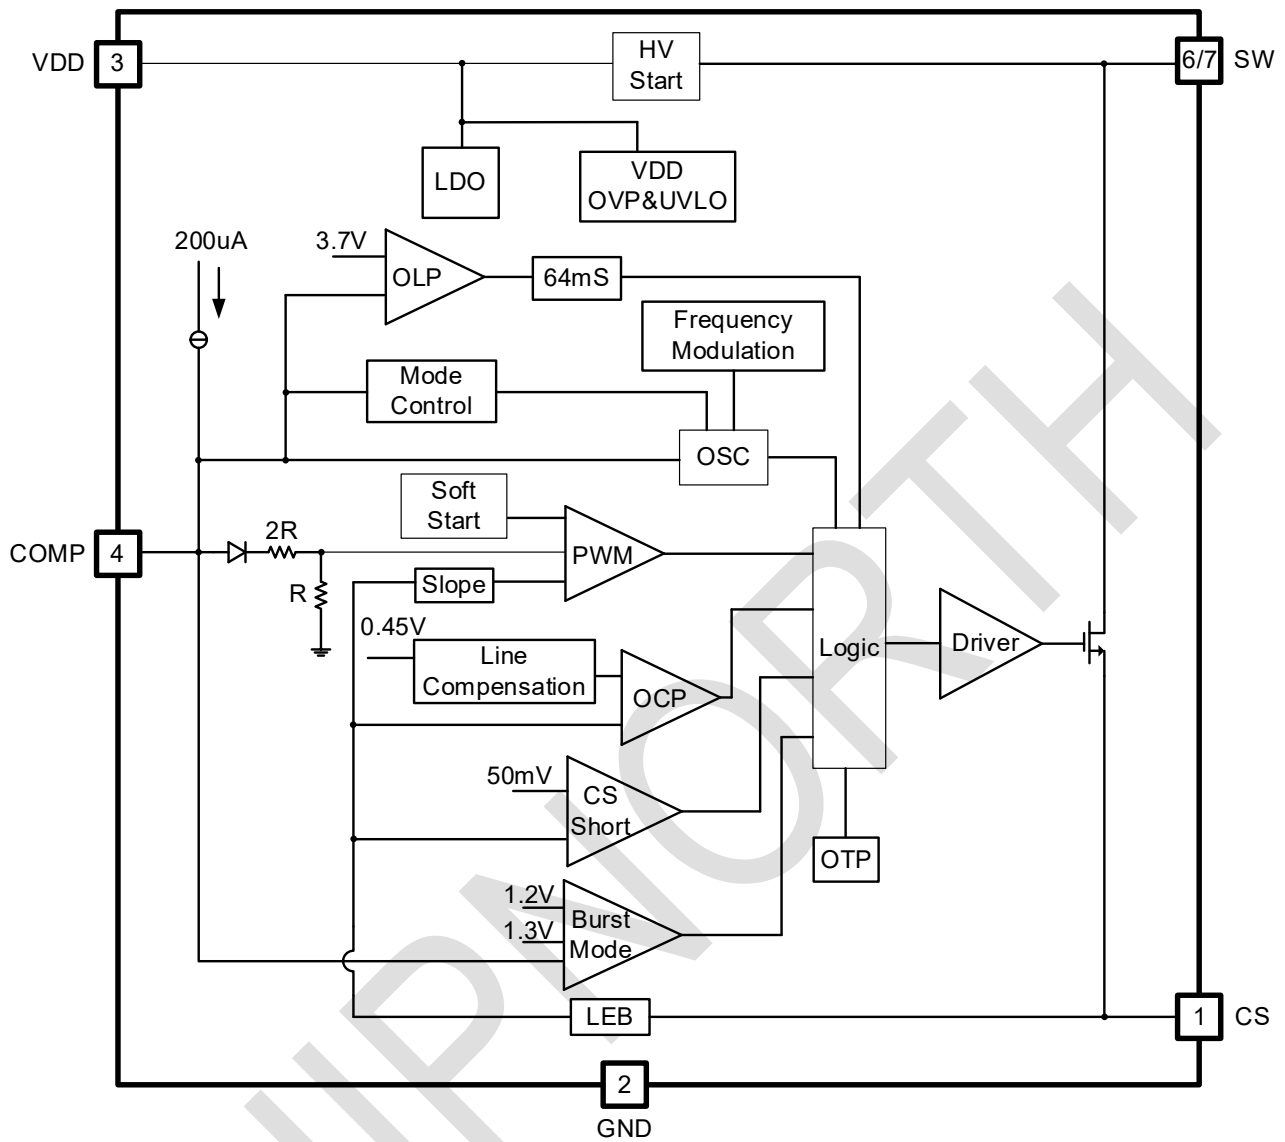 HV
Start
VDD
3
6/7
SW
LDO
VDD
OVP&UVLO
200uA
3.7V
OLP
64mS
Frequency
Modulation
Mode
Control
OSC
Soft
Start
COMP
4
2R
PWM
R
Slope
0.45V
Line
Compensation
OCP
Logic
Driver
50mV
CS
Short
OTP
1.2V
1.3V
Burst
Mode
LEB
1
CS
2
GND
IPNORTH